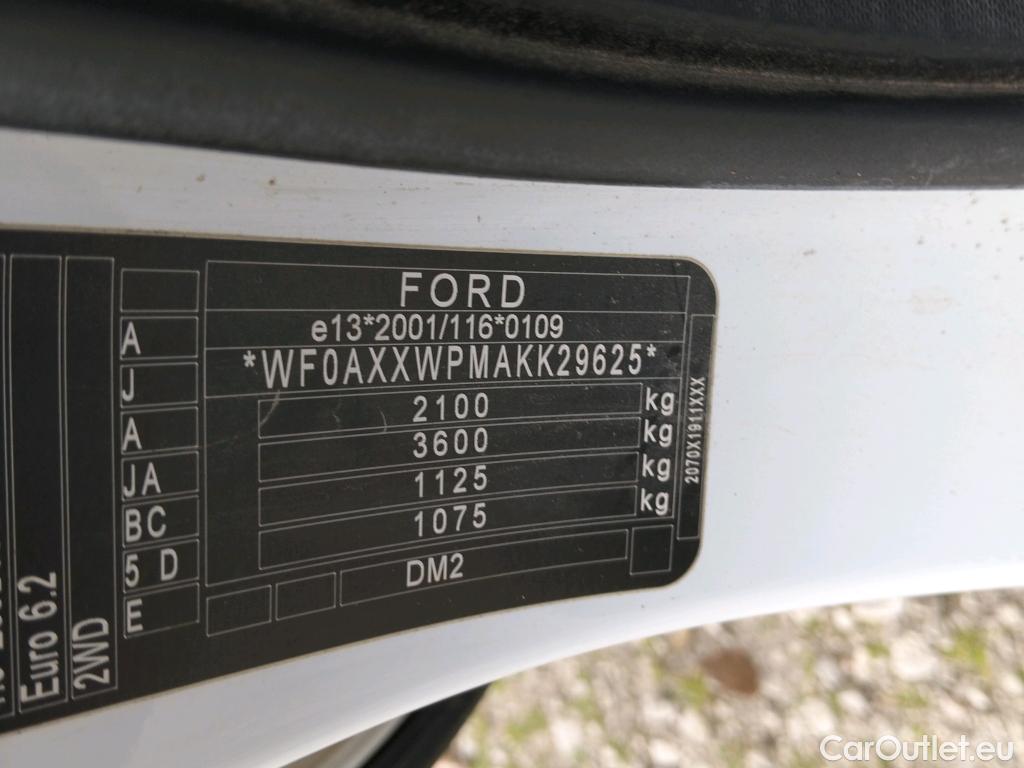 FORD
e13*2001/116*0109
*WF0AXXWPMAKK29625*
2100 kg
3600 kg
1125 kg
1075 kg
DM2
A
J
A
JA
BC
5 D
E
Euro 6.2
2WD
2070X1911XXX
CarOutlet.eu